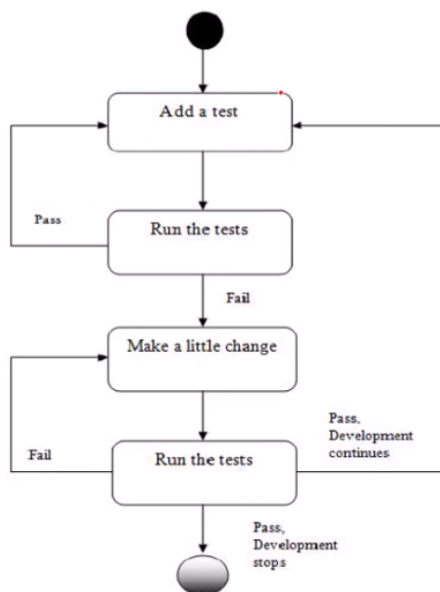 Add a test
Pass
Run the tests
Fail
Make a little change
Pass,
Development
continues
Fail
Run the tests
Pass,
Development
stops